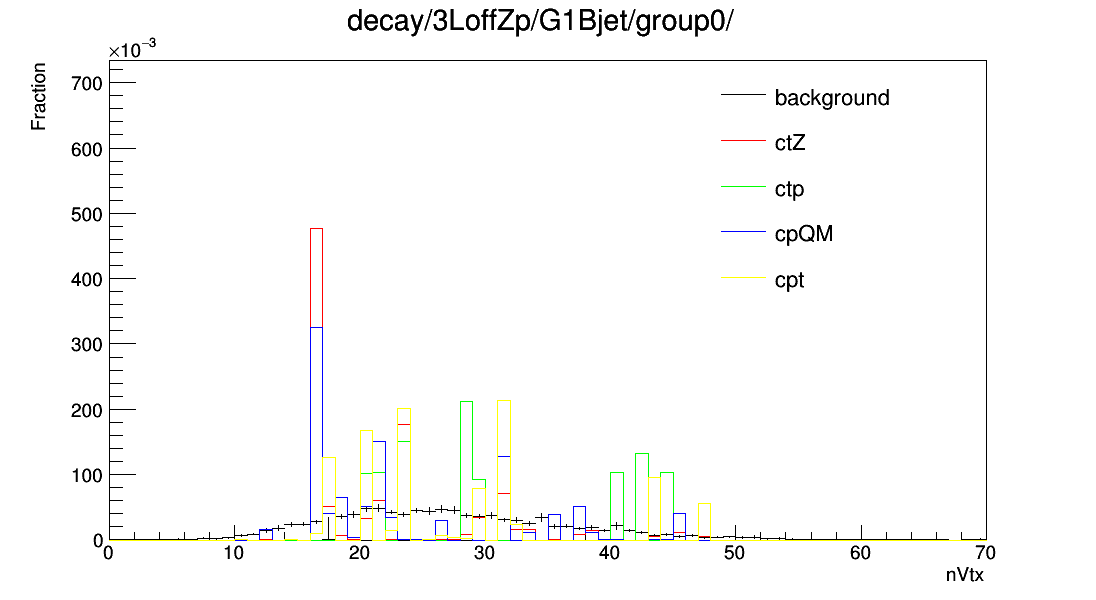 decay/3LoffZp/G1Bjet/group0/
×10⁻³
Fraction
700
600
500
400
300
200
100
0
background
ctZ
ctp
cpQM
cpt
0 10 20 30 40 50 60 70
nVtx